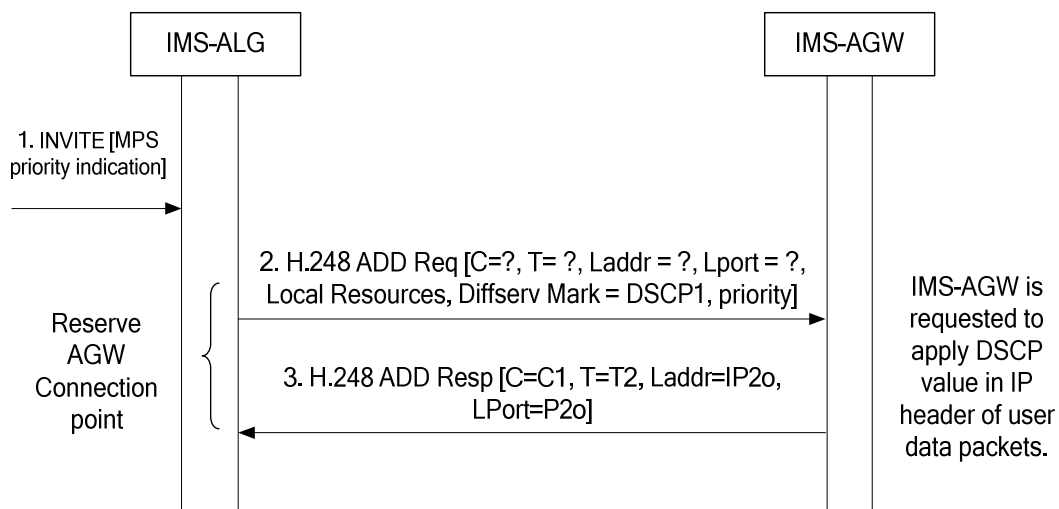 IMS-ALG
IMS-AGW
1. INVITE [MPS
priority indication]
2. H.248 ADD Req [C=?, T= ?, Laddr = ?, Lport = ?,
Local Resources, Diffserv Mark = DSCP1, priority]
Reserve
AGW
Connection
point
3. H.248 ADD Resp [C=C1, T=T2, Laddr=IP2o,
LPort=P2o]
IMS-AGW is
requested to
apply DSCP
value in IP
header of user
data packets.